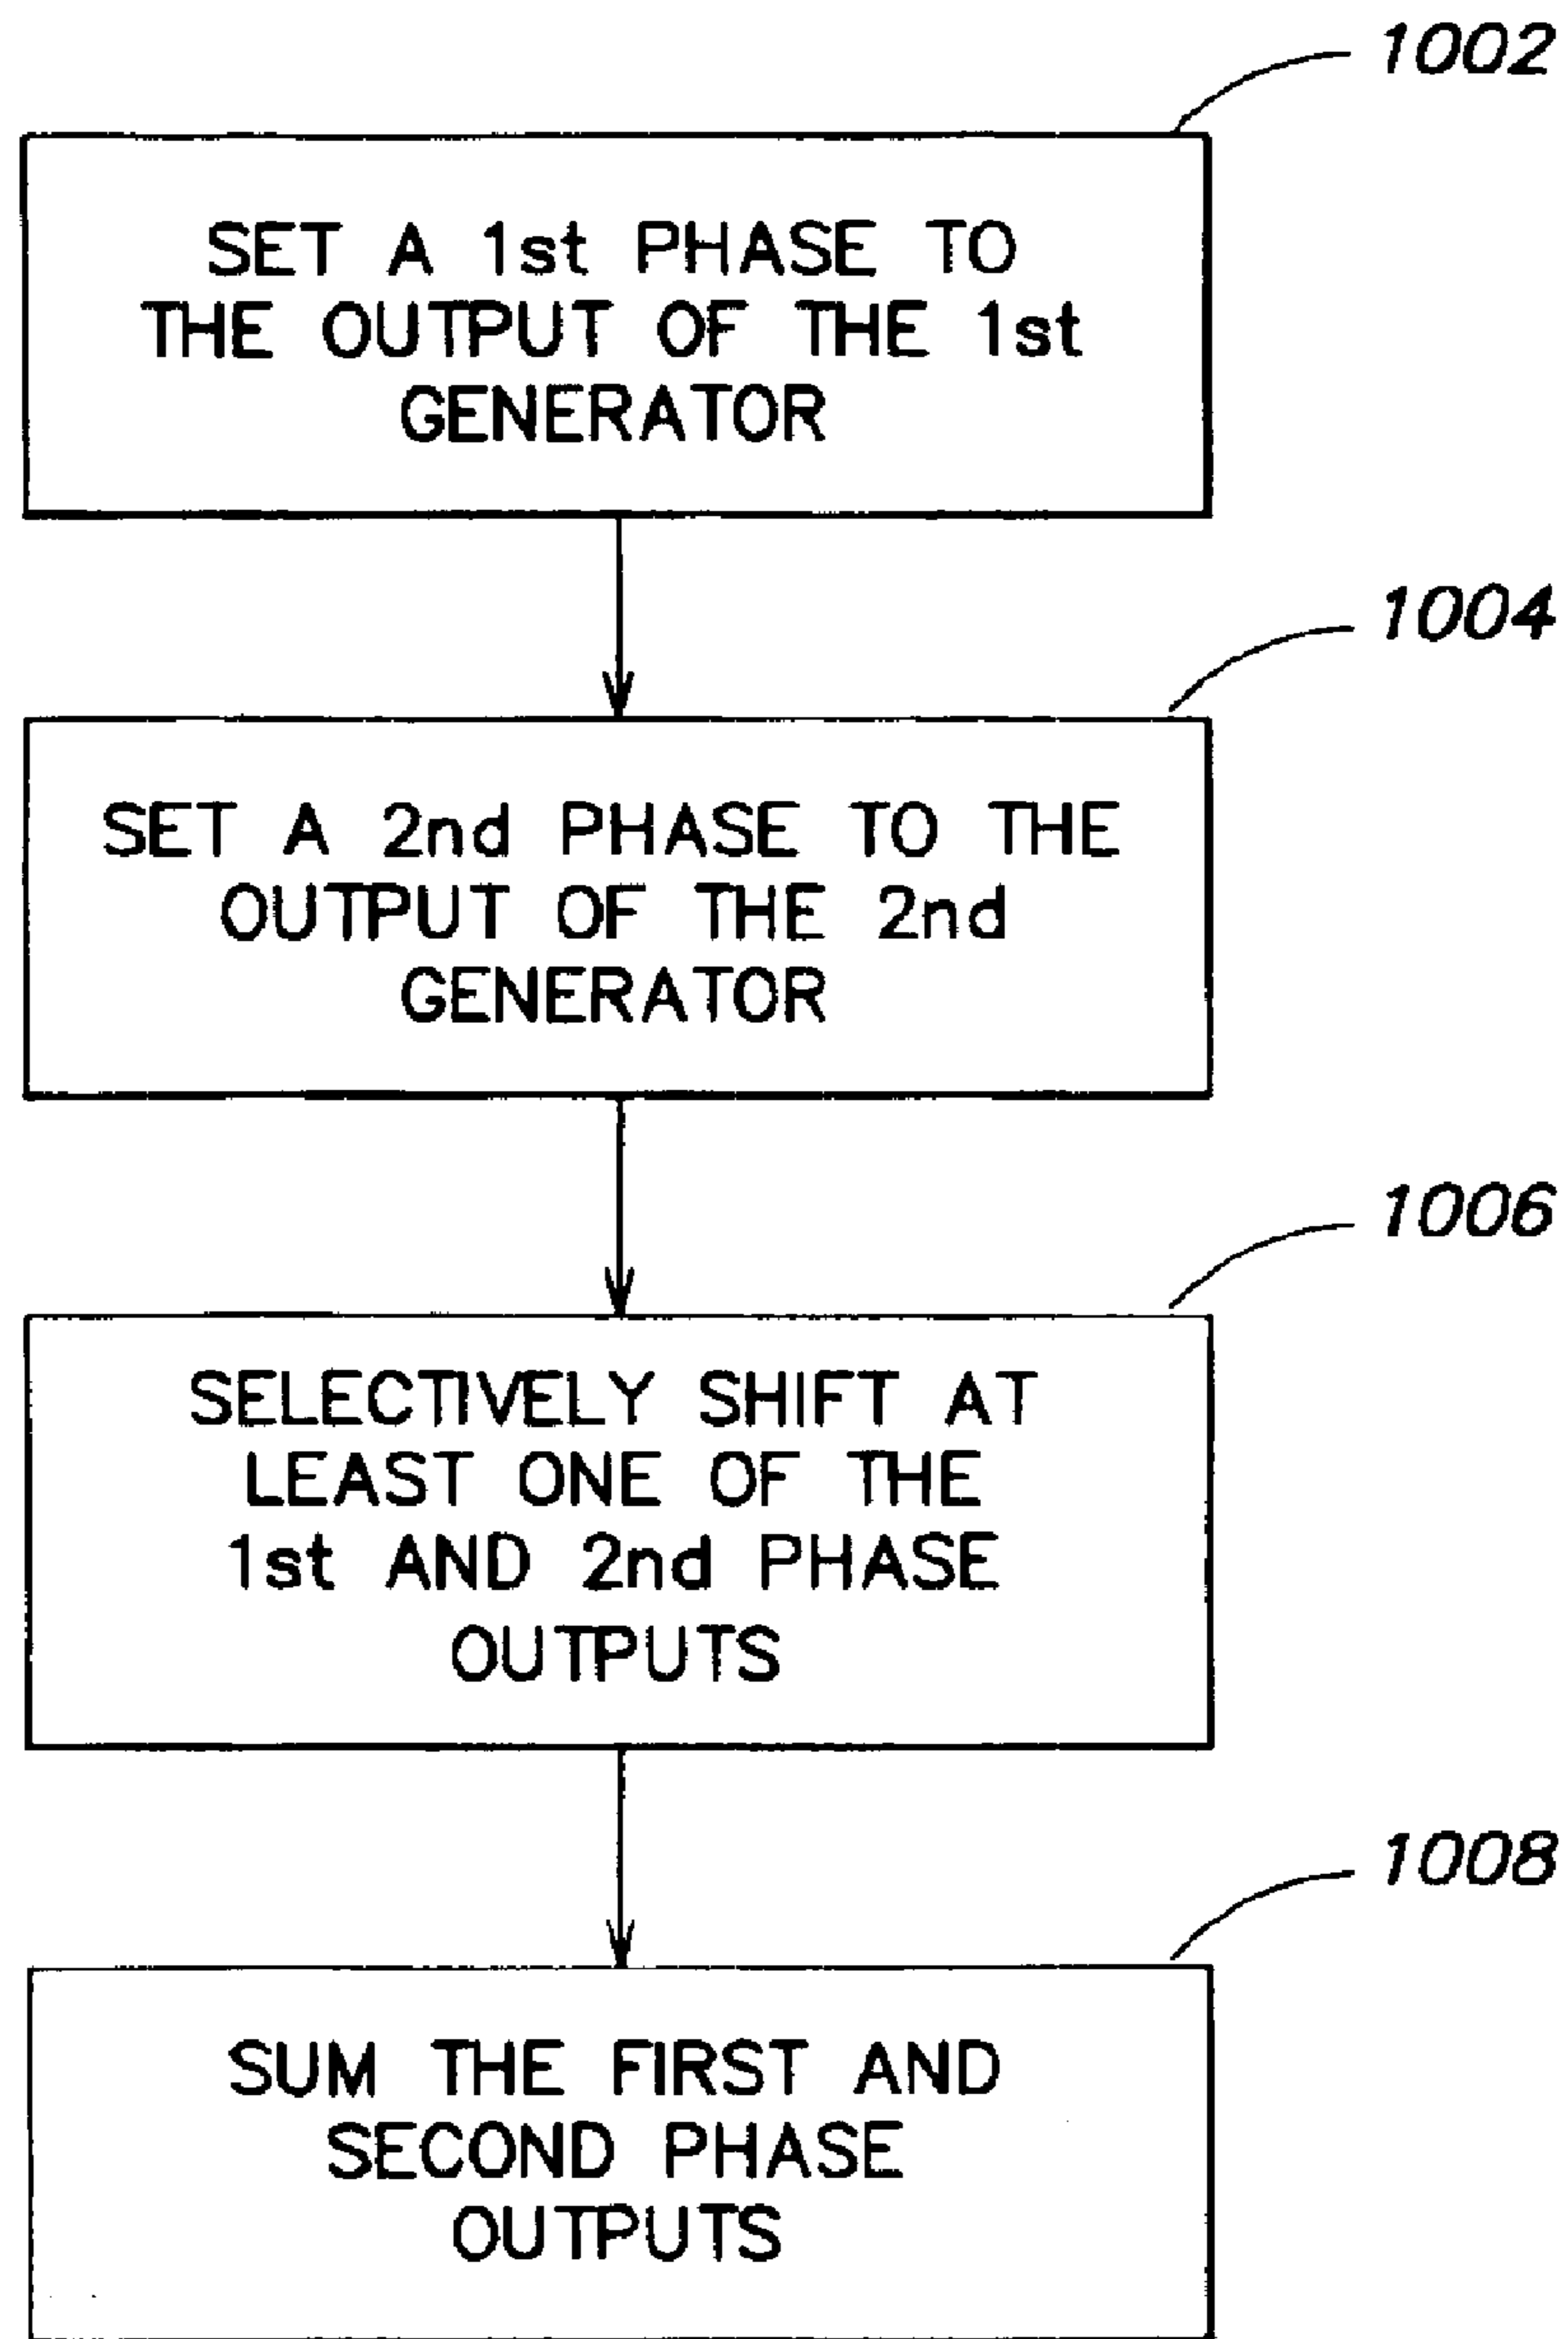 1002
SET A 1st PHASE TO
THE OUTPUT OF THE 1st
GENERATOR
1004
SET A 2nd PHASE TO THE
OUTPUT OF THE 2nd
GENERATOR
1006
SELECTIVELY SHIFT AT
LEAST ONE OF THE
1st AND 2nd PHASE
OUTPUTS
1008
SUM THE FIRST AND
SECOND PHASE
OUTPUTS